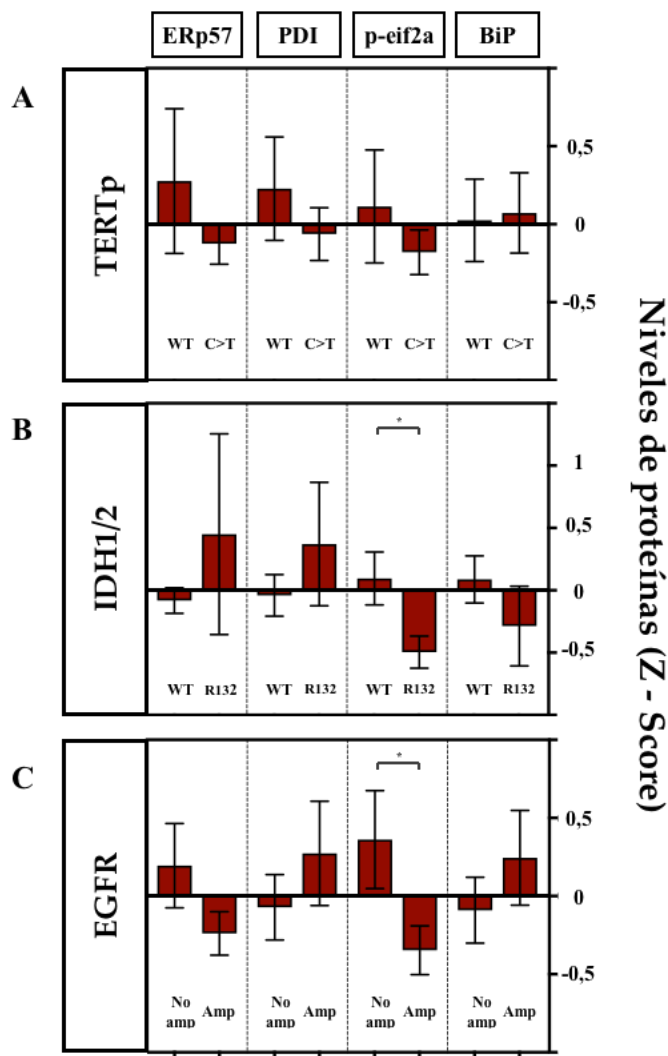 ERp57 PDI p-eif2a BiP
A
TERTp
0,5
0
-0,5
WT C>T WT C>T WT C>T WT C>T
B
IDH1/2
*
1
0,5
0
-0,5
WT R132 WT R132 WT R132 WT R132
C
EGFR
*
0,5
0
-0,5
No Amp No Amp No Amp No Amp
amp amp amp amp
Niveles de proteínas (Z - Score)